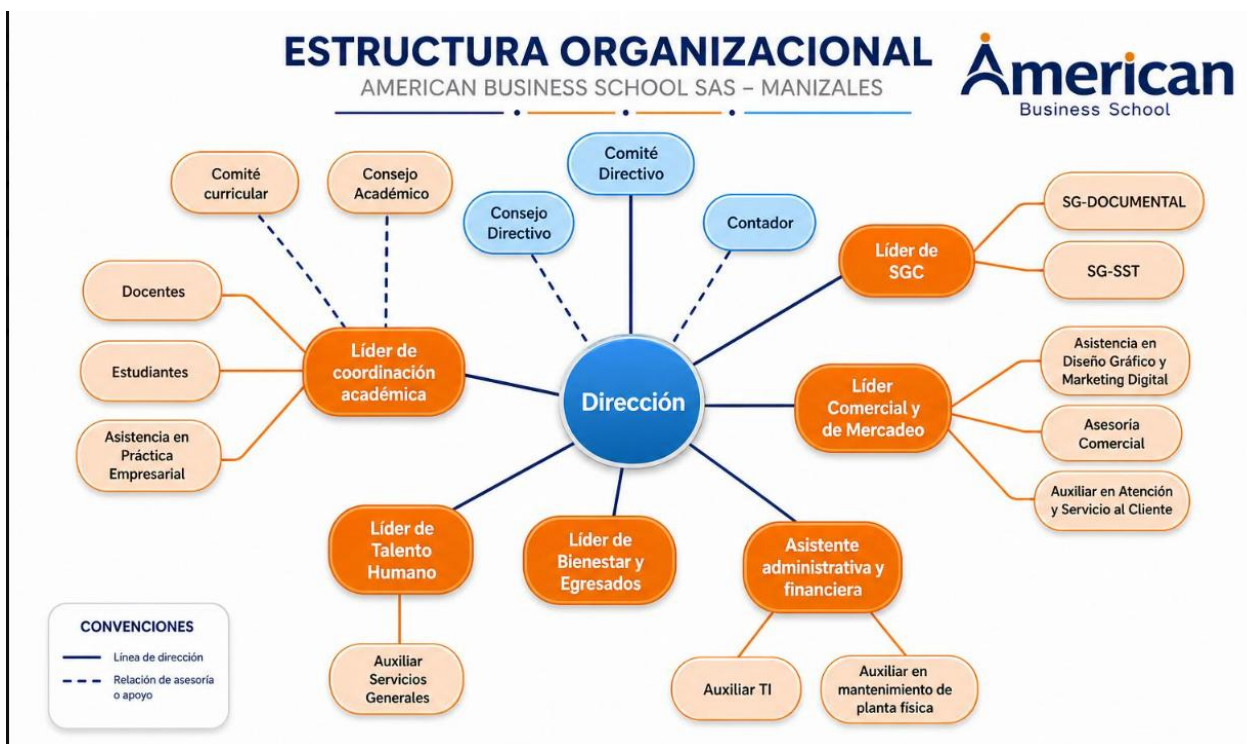 ESTRUCTURA ORGANIZACIONAL
AMERICAN BUSINESS SCHOOL SAS – MANIZALES
American
Business School
Comité
curricular
Consejo
Académico
Consejo
Directivo
Comité
Directivo
Contador
Líder de
SGC
SG-DOCUMENTAL
SG-SST
Docentes
Estudiantes
Asistencia en
Práctica
Empresarial
Líder de
coordinación
académica
Dirección
Líder
Comercial y
de Mercadeo
Asistencia en
Diseño Gráfico y
Marketing Digital
Asesoría
Comercial
Auxiliar en Atención
y Servicio al Cliente
Líder de
Talento
Humano
Líder de
Bienestar y
Egresados
Asistente
administrativa y
financiera
Auxiliar
Servicios
Generales
Auxiliar TI
Auxiliar en
mantenimiento de
planta física
CONVENCIONES
Línea de dirección
Relación de asesoría
o apoyo